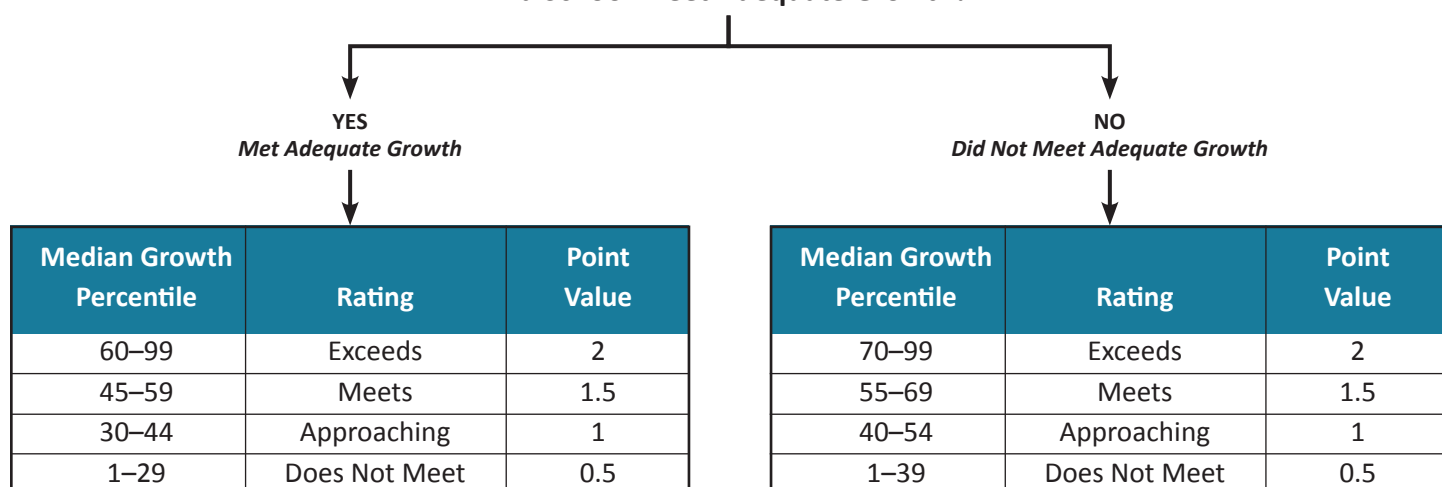 YES
Met Adequate Growth
NO
Did Not Meet Adequate Growth
Median Growth Percentile Rating Point Value
60–99 Exceeds 2
45–59 Meets 1.5
30–44 Approaching 1
1–29 Does Not Meet 0.5
Median Growth Percentile Rating Point Value
70–99 Exceeds 2
55–69 Meets 1.5
40–54 Approaching 1
1–39 Does Not Meet 0.5